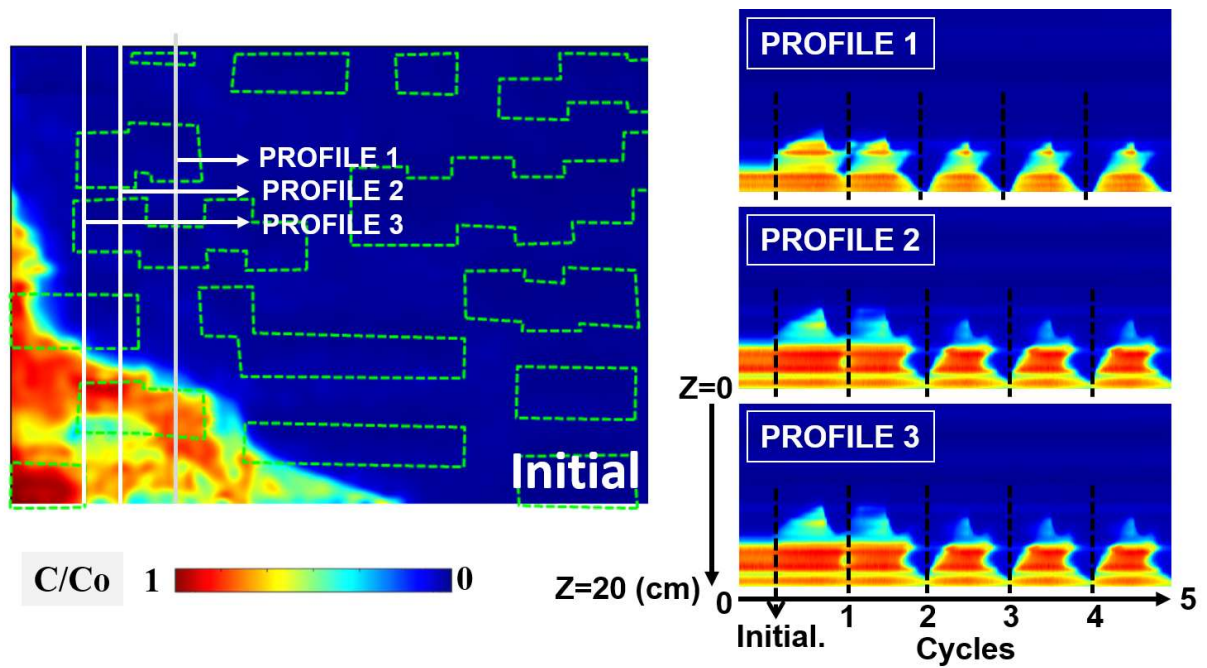 PROFILE 1
PROFILE 2
PROFILE 3
Initial
C/Co 1 0
PROFILE 1
PROFILE 2
Z=0
PROFILE 3
Z=20 (cm)
0 1 2 3 4 5
Initial.
Cycles